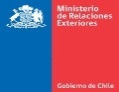 Ministerio
de Relaciones
Exteriores
Gobierno de Chile